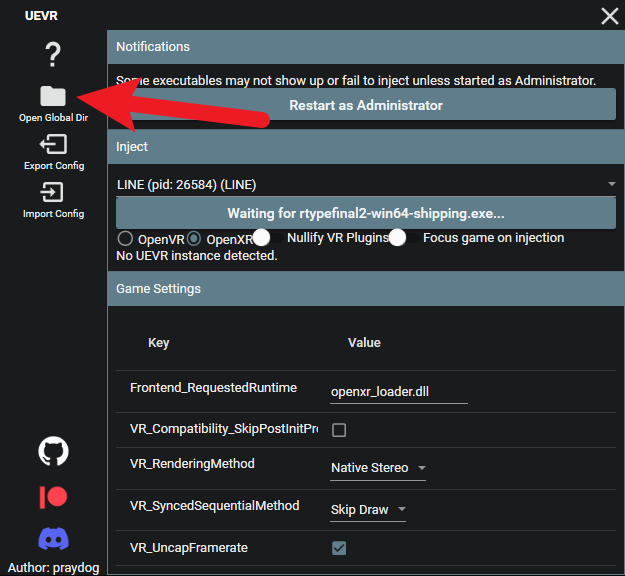 UEVR
Open Global Dir
Export Config
Import Config
Author: praydog
Notifications
Some executables may not show up or fail to inject unless started as Administrator.
Restart as Administrator
Inject
LINE (pid: 26584) (LINE)
Waiting for rtypefinal2-win64-shipping.exe...
OpenVR OpenXR Nullify VR Plugins Focus game on injection
No UEVR instance detected.
Game Settings
Key Value
Frontend_RequestedRuntime openxr_loader.dll
VR_Compatibility_SkipPostInitPro
VR_RenderingMethod Native Stereo
VR_SyncedSequentialMethod Skip Draw
VR_UncapFramerate